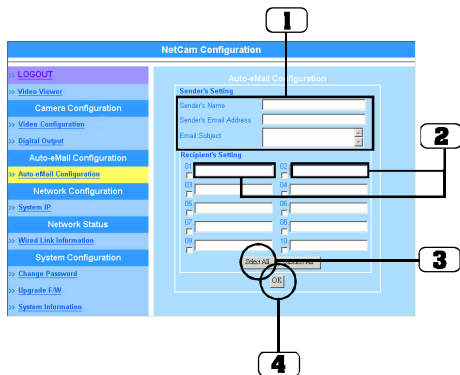 1
NetCam Configuration
>> LOGOUT
>> Video Viewer
Camera Configuration
>> Video Configuration
>> Digital Output
Auto-eMail Configuration
>> Auto-eMail Configuration
Network Configuration
>> System IP
Network Status
>> Wired Link Information
System Configuration
>> Change Password
>> Upgrade F/W
>> System Information
Auto-eMail Configuration
Sender's Setting
Sender's Name
Sender's Email Address
Email Subject
Recipient's Setting
01 02
03 04
05 06
07 08
09 10
Select All
OK
2
3
4